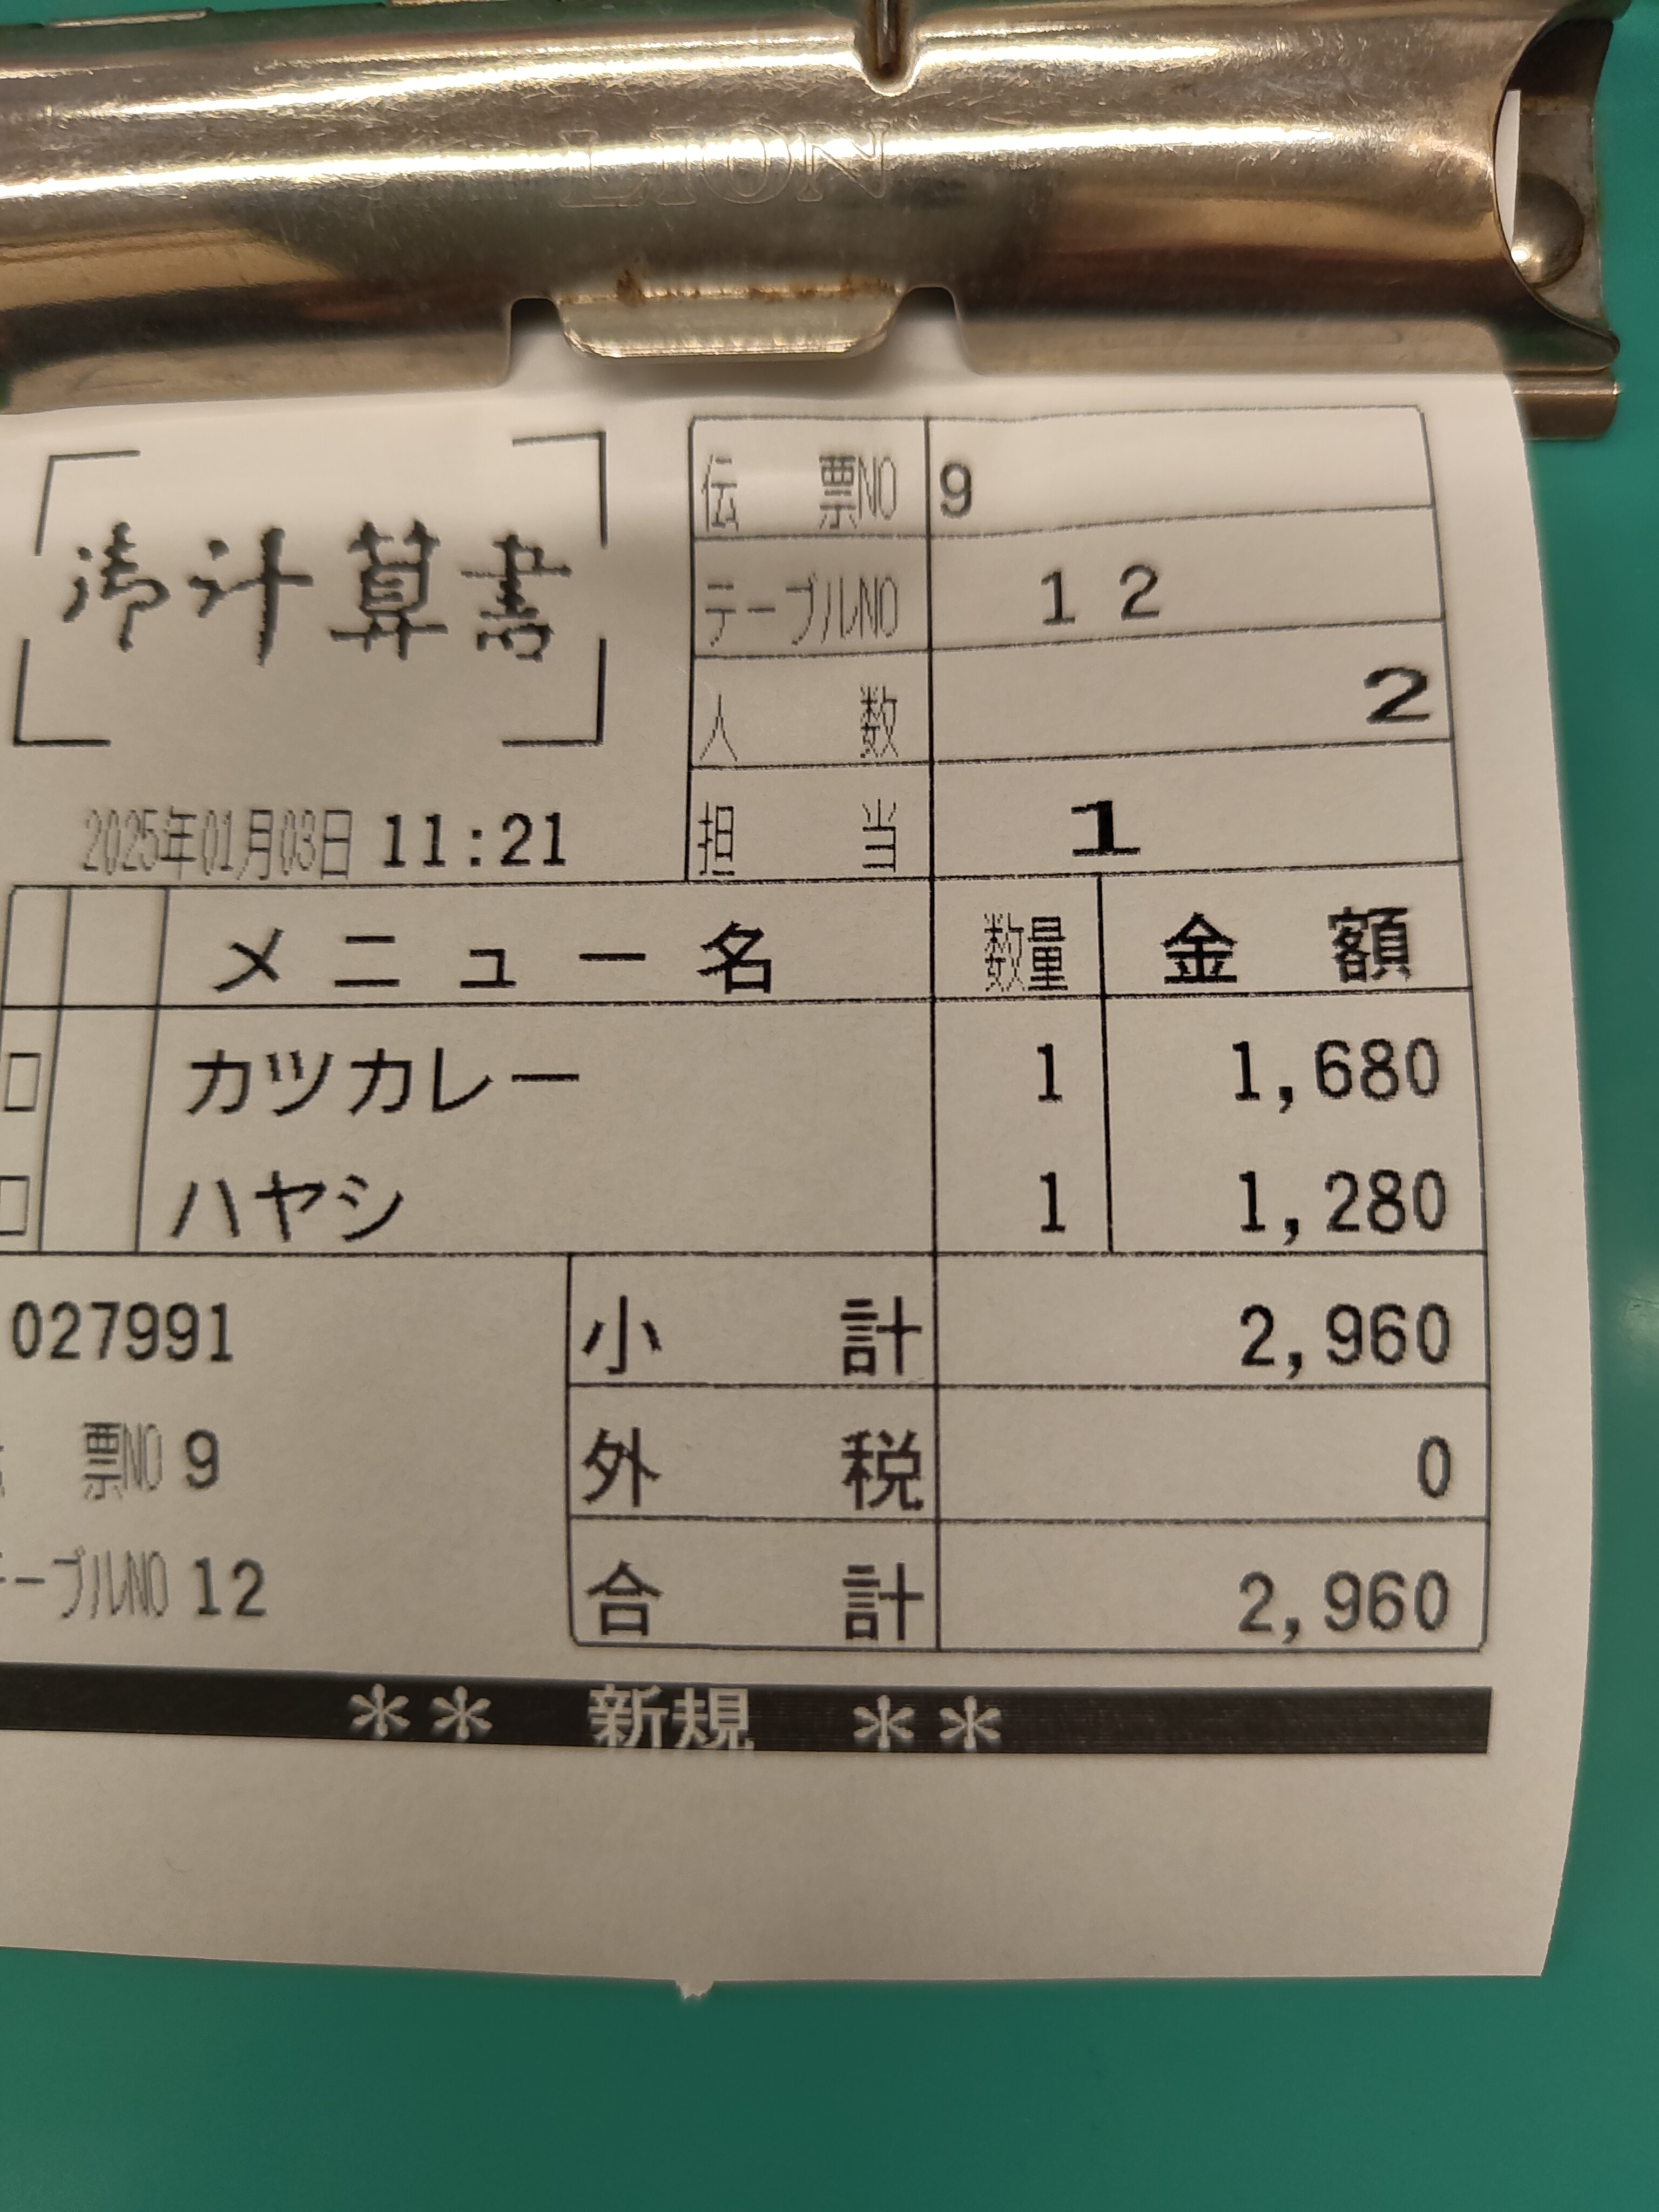 LION
御計算書
伝 票NO 9
テーブルNO 12
人 数 2
担 当 1
2025年01月03日 11:21
メニュー名 数量 金 額
□ カツカレー 1 1,680
□ ハヤシ 1 1,280
027991
小 計 2,960
票NO 9
外 税 0
ーブルNO 12
合 計 2,960
** 新規 **